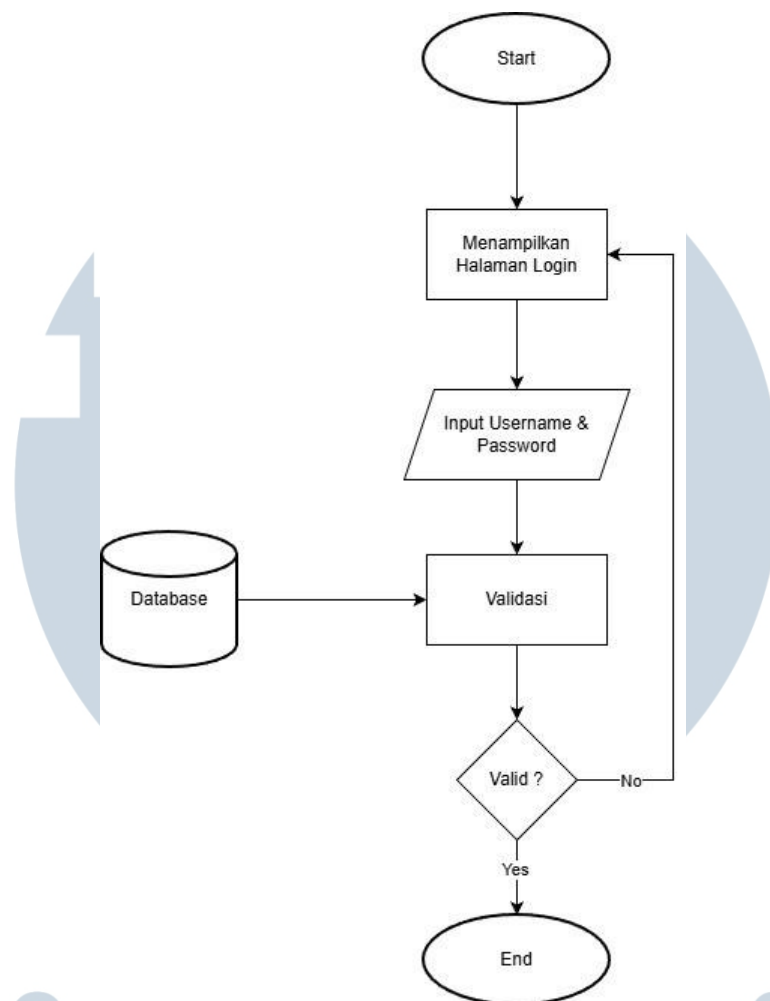 Start
Menampilkan
Halaman Login
Input Username &
Password
Database
Validasi
Valid ?
No
Yes
End